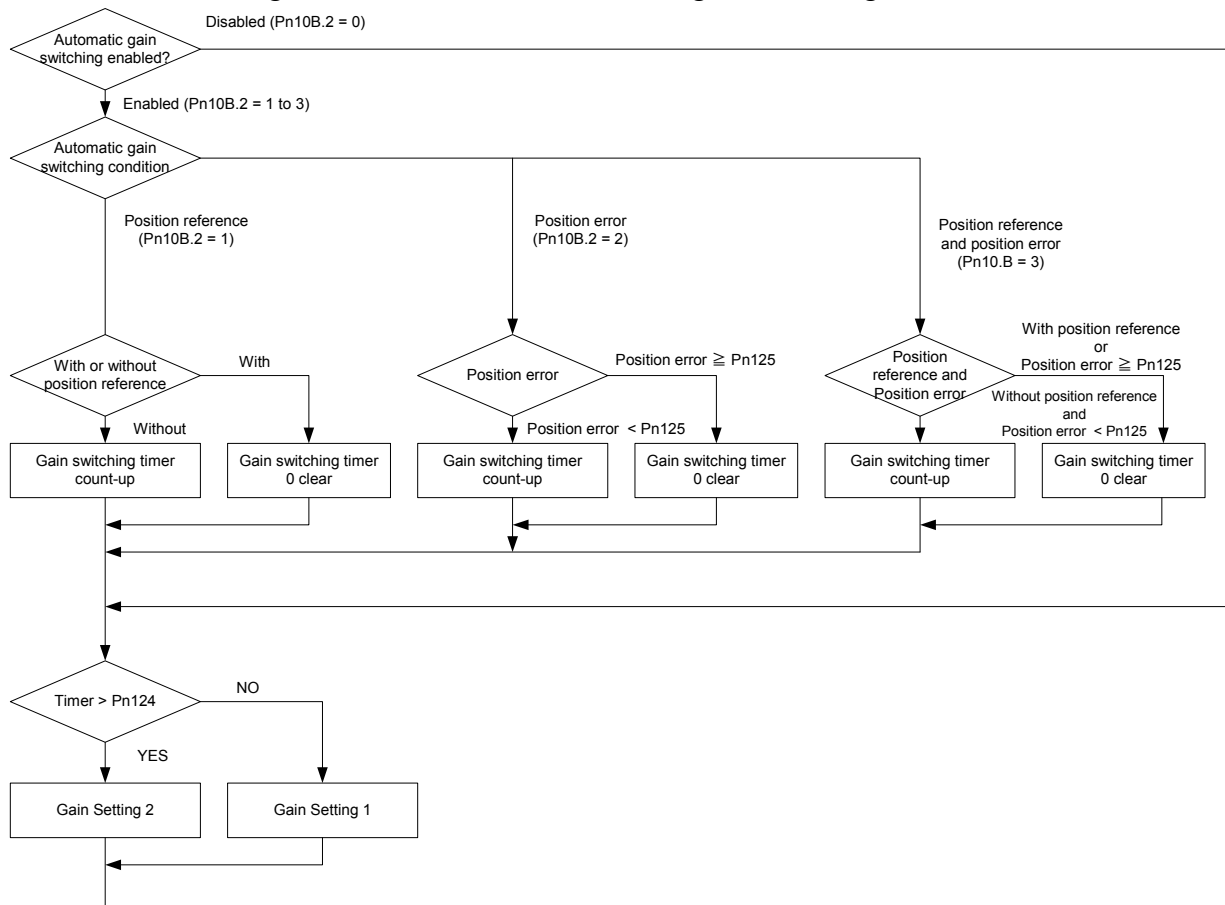 Disabled (Pn10B.2 = 0)
Automatic gain
switching enabled?
Enabled (Pn10B.2 = 1 to 3)
Automatic gain
switching condition
Position reference
(Pn10B.2 = 1)
Position error
(Pn10B.2 = 2)
Position reference
and position error
(Pn10.B = 3)
With or without
position reference
With
Without
Position error
Position error ≧ Pn125
Position error < Pn125
Position
reference and
Position error
With position reference
or
Position error ≧ Pn125
Without position reference
and
Position error < Pn125
Gain switching timer
count-up
Gain switching timer
0 clear
Gain switching timer
count-up
Gain switching timer
0 clear
Gain switching timer
count-up
Gain switching timer
0 clear
Timer > Pn124
NO
YES
Gain Setting 2
Gain Setting 1